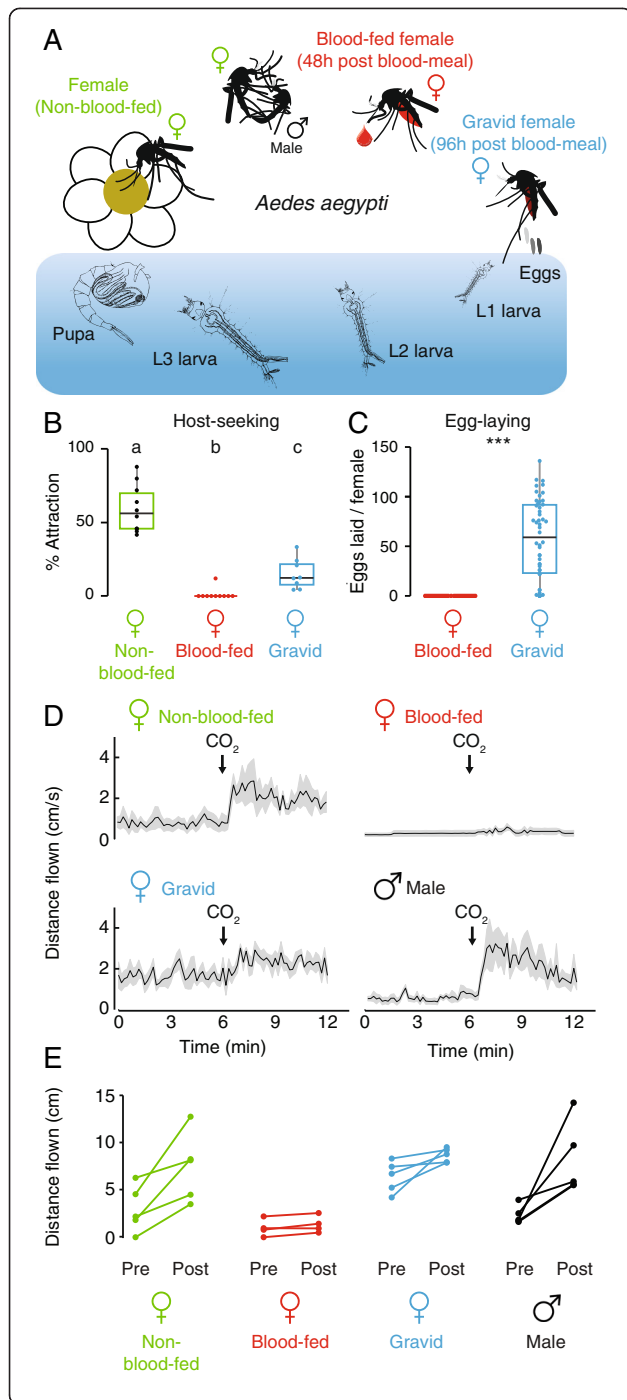 A
Female
(Non-blood-fed)
♀
♀
Male
♂
Blood-fed female
(48h post blood-meal)
♀
Gravid female
(96h post blood-meal)
♀
Aedes aegypti
Eggs
L1 larva
L2 larva
L3 larva
Pupa
B
Host-seeking
% Attraction
100
50
0
a
b
c
♀
Non-
blood-fed
♀
Blood-fed
♀
Gravid
C
Egg-laying
***
Eggs laid / female
150
100
50
0
♀
Blood-fed
♀
Gravid
D
Distance flown (cm/s)
♀ Non-blood-fed
CO2
4
2
0
♀ Blood-fed
CO2
♀ Gravid
CO2
4
2
0
0 3 6 9 12
Time (min)
♂ Male
CO2
0 3 6 9 12
Time (min)
E
Distance flown (cm)
15
10
5
0
Pre Post
♀
Non-
blood-fed
Pre Post
♀
Blood-fed
Pre Post
♀
Gravid
Pre Post
♂
Male